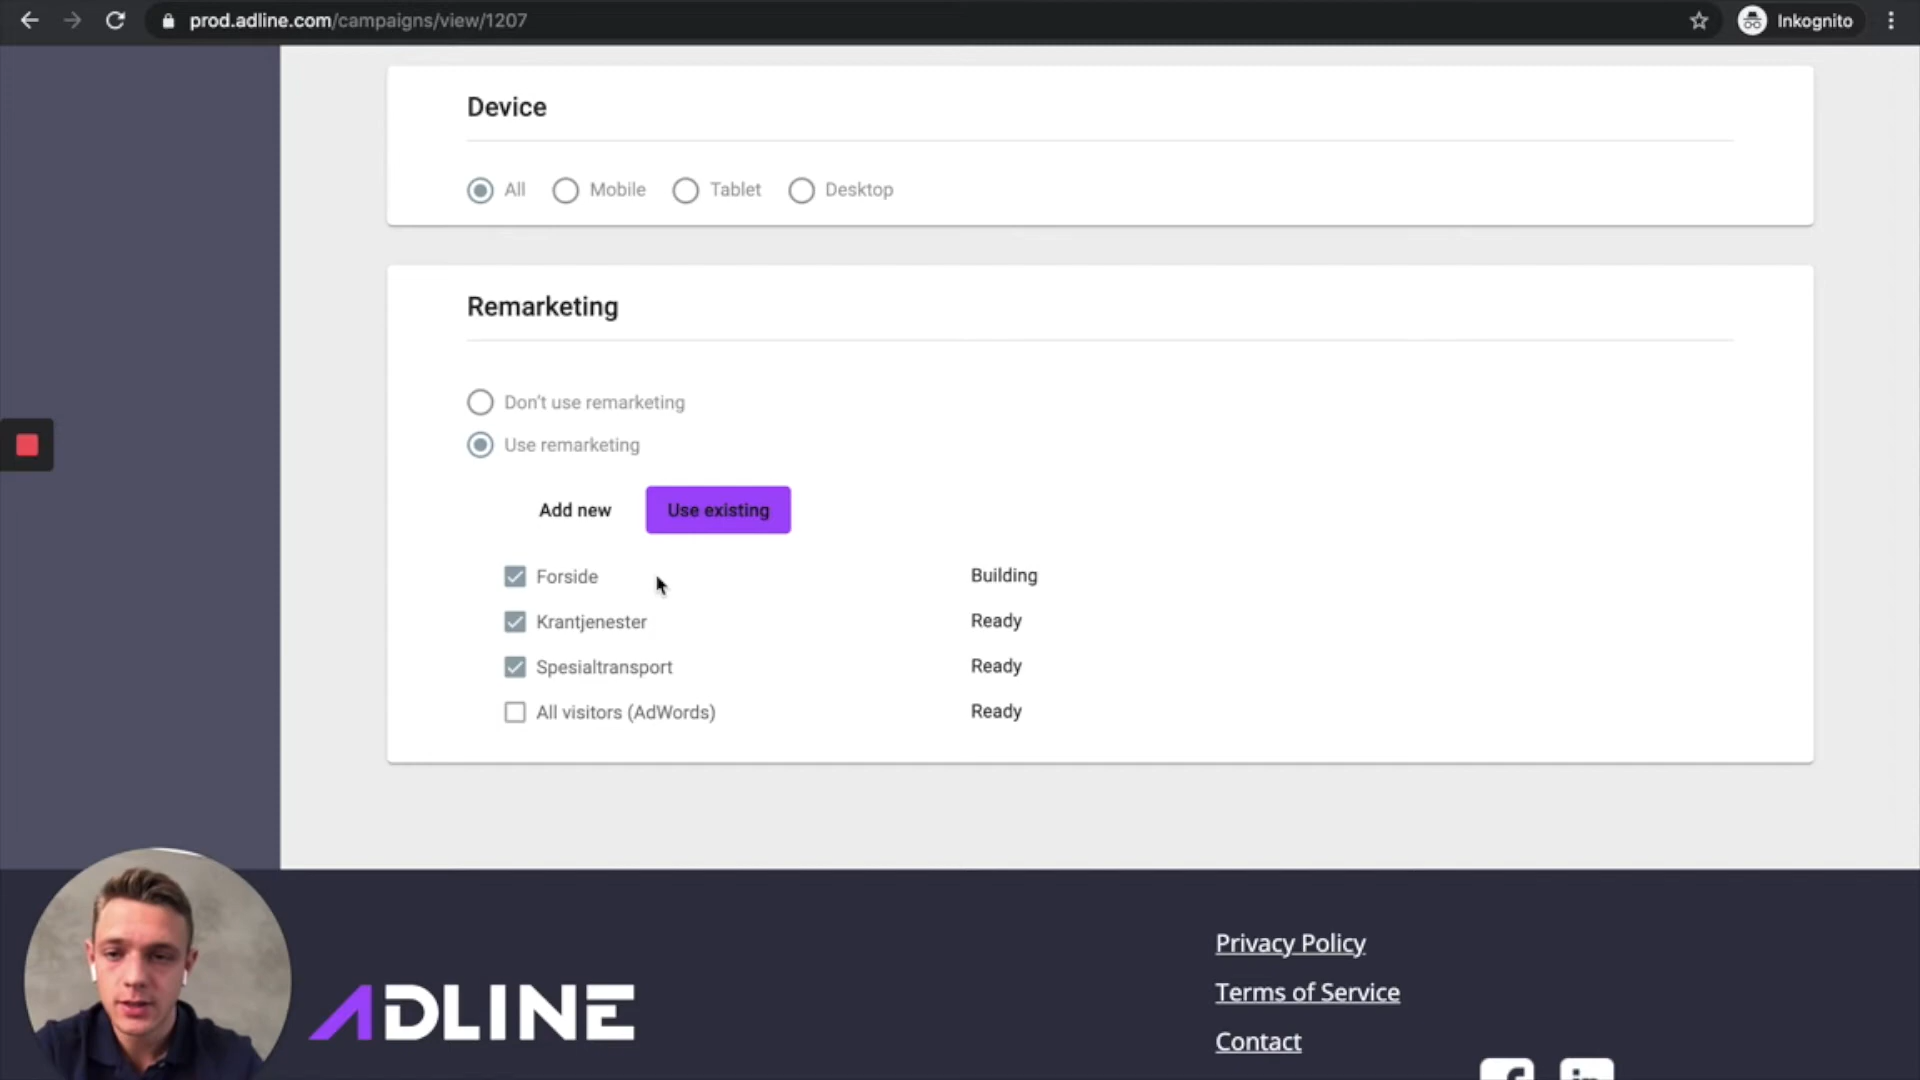 prod.adline.com/campaigns/view/1207
Inkognito
Device
All Mobile Tablet Desktop
Remarketing
Don't use remarketing
Use remarketing
Add new Use existing
Forside Building
Krantjenester Ready
Spesialtransport Ready
All visitors (AdWords) Ready
Privacy Policy
ADLINE
Terms of Service
Contact